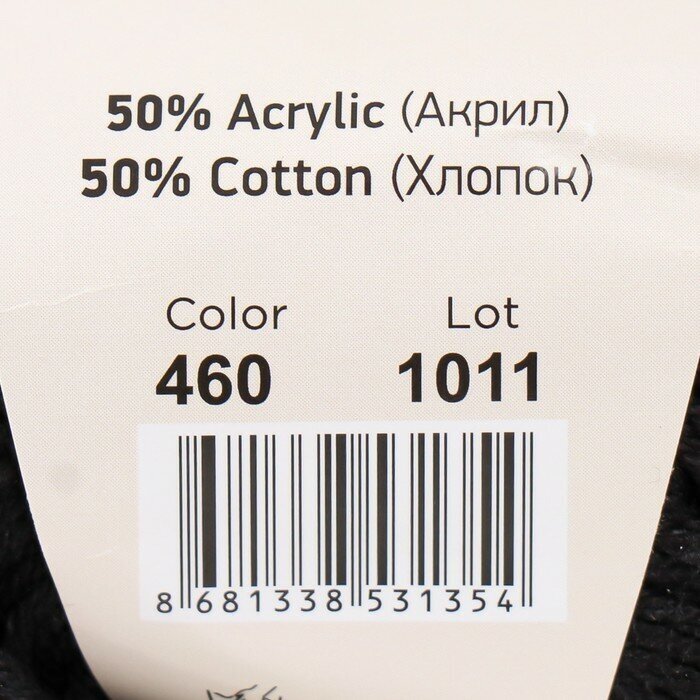 50% Acrylic (Акрил)
50% Cotton (Хлопок)
Color Lot
460 1011
8 681338 531354